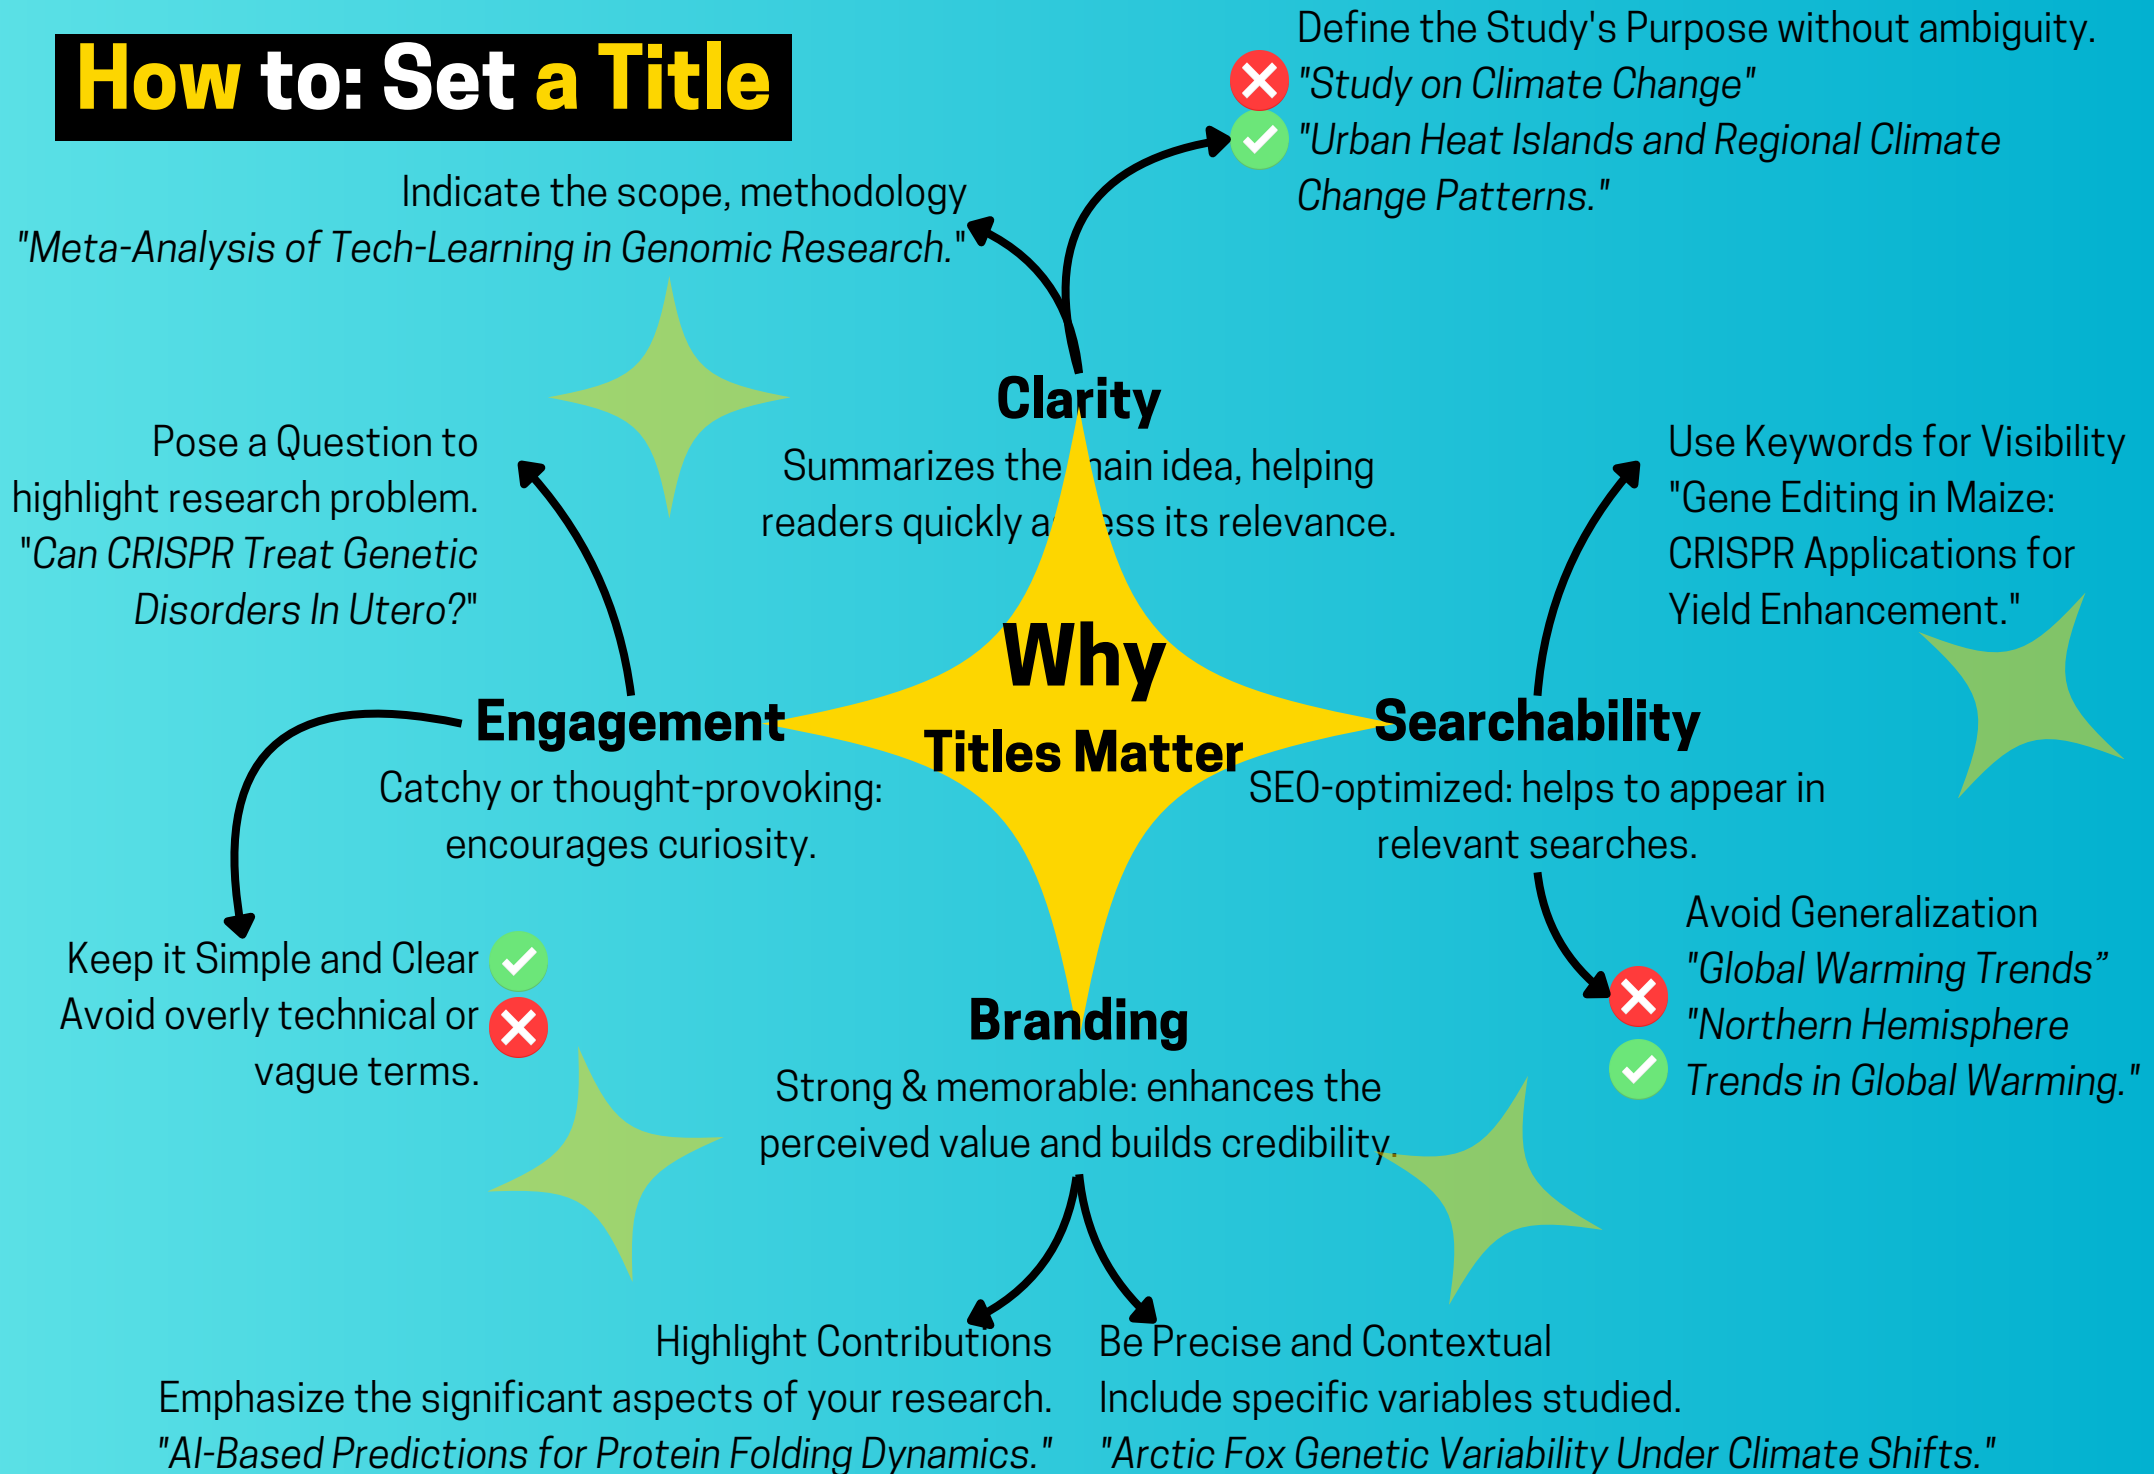 How to: Set a Title
Define the Study's Purpose without ambiguity.
"Study on Climate Change"
"Urban Heat Islands and Regional Climate
Change Patterns."
Indicate the scope, methodology
"Meta-Analysis of Tech-Learning in Genomic Research."
Clarity
Summarizes the main idea, helping
readers quickly assess its relevance.
Pose a Question to
highlight research problem.
"Can CRISPR Treat Genetic
Disorders In Utero?"
Use Keywords for Visibility
"Gene Editing in Maize:
CRISPR Applications for
Yield Enhancement."
Why
Titles Matter
Engagement
Catchy or thought-provoking:
encourages curiosity.
Searchability
SEO-optimized: helps to appear in
relevant searches.
Keep it Simple and Clear
Avoid overly technical or
vague terms.
Avoid Generalization
"Global Warming Trends”
"Northern Hemisphere
Trends in Global Warming."
Branding
Strong & memorable: enhances the
perceived value and builds credibility.
Highlight Contributions
Emphasize the significant aspects of your research.
"AI-Based Predictions for Protein Folding Dynamics."
Be Precise and Contextual
Include specific variables studied.
"Arctic Fox Genetic Variability Under Climate Shifts."